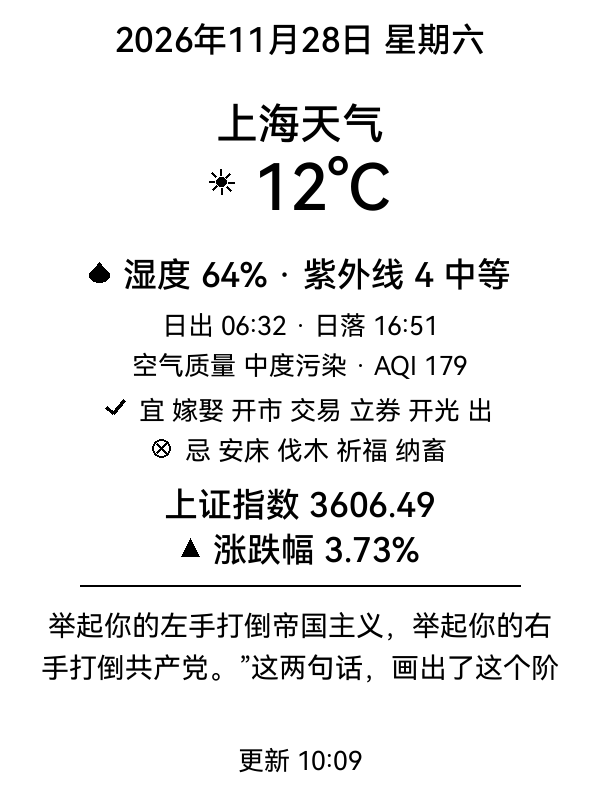 2026年11月28日 星期六
上海天气
12°C
湿度 64% · 紫外线 4 中等
日出 06:32 · 日落 16:51
空气质量 中度污染 · AQI 179
宜 嫁娶 开市 交易 立券 开光 出
忌 安床 伐木 祈福 纳畜
上证指数 3606.49
▲ 涨跌幅 3.73%
举起你的左手打倒帝国主义，举起你的右
手打倒共产党。”这两句话，画出了这个阶
更新 10:09